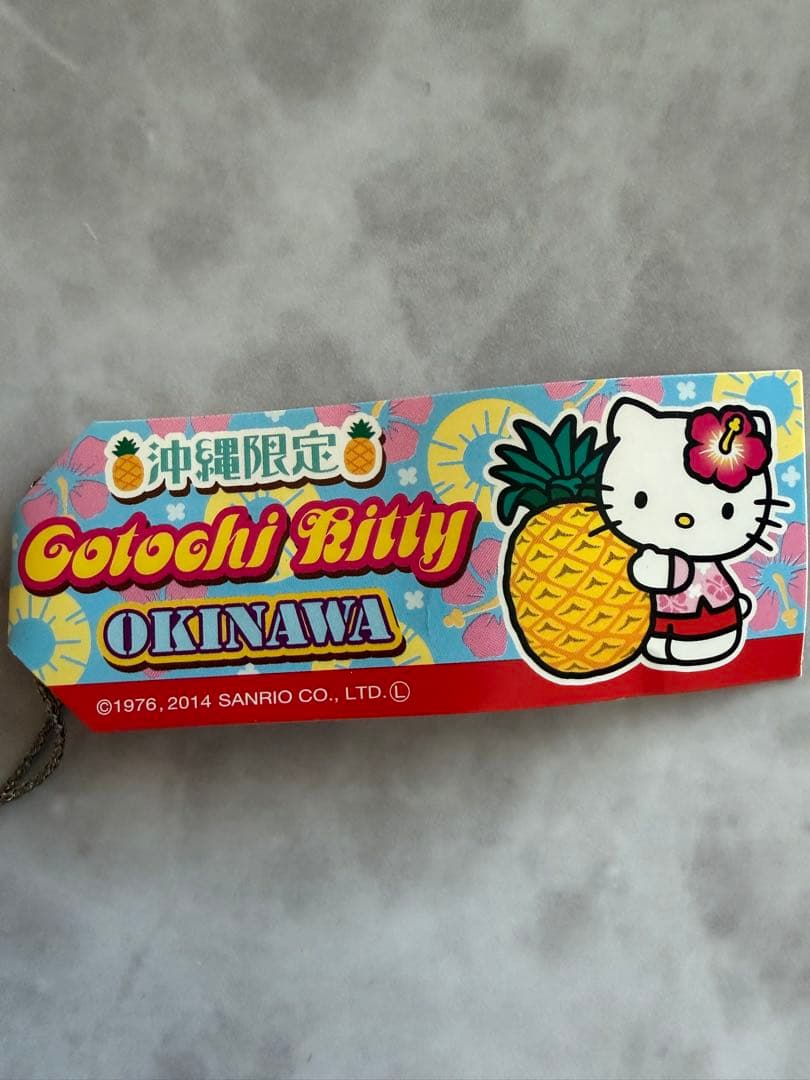 沖縄限定
Gotochi Kitty
OKINAWA
©1976, 2014 SANRIO CO., LTD. Ⓛ